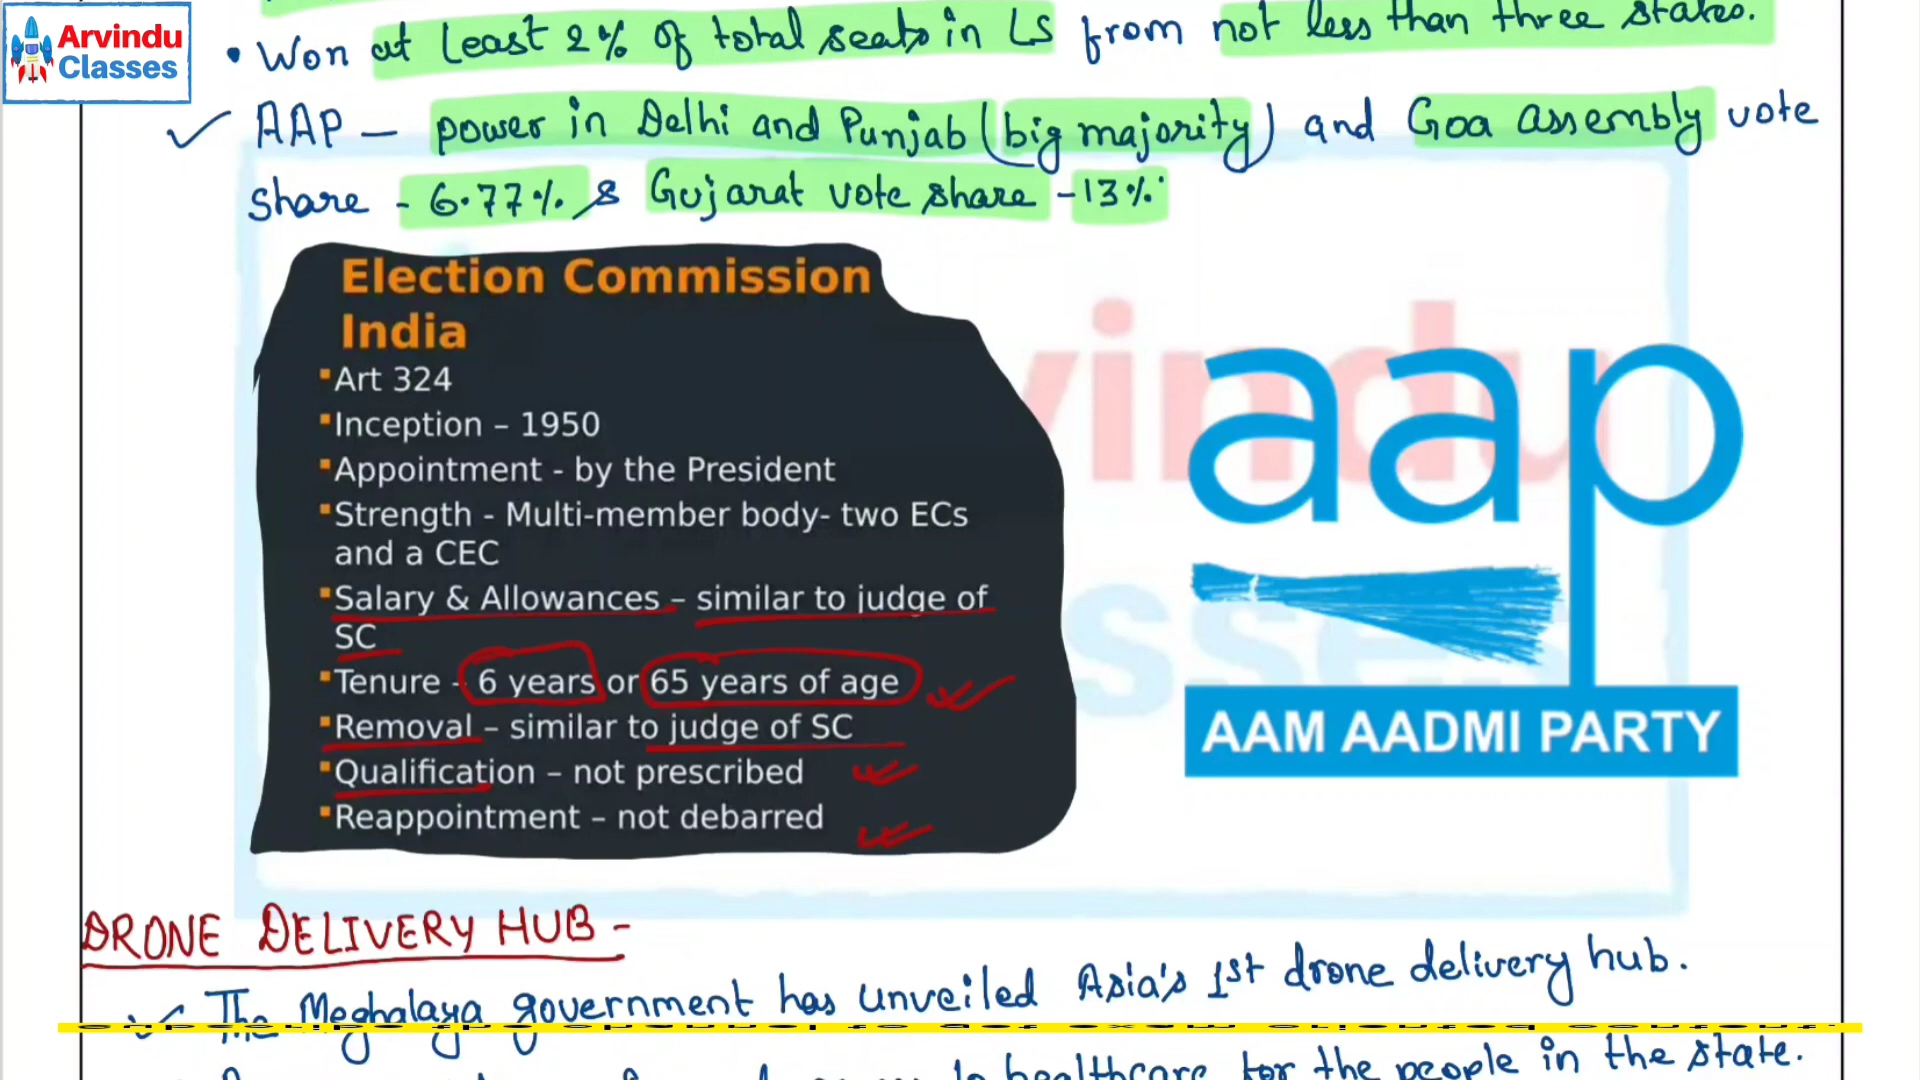 Arvindu
Classes
• Won at least 2% of total seats in LS from not less than three states.
✓ AAP – power in Delhi and Punjab (big majority) and Goa assembly vote
share - 6.77% & Gujarat vote share - 13%
Election Commission
India
Art 324
Inception – 1950
Appointment - by the President
Strength - Multi-member body- two ECs
and a CEC
Salary & Allowances – similar to judge of
SC
Tenure - 6 years or 65 years of age
Removal – similar to judge of SC
Qualification – not prescribed
Reappointment – not debarred
aap
AAM AADMI PARTY
DRONE DELIVERY HUB -
✓ The Meghalaya government has unveiled Asia's 1st drone delivery hub.
to healthcare for the people in the state.